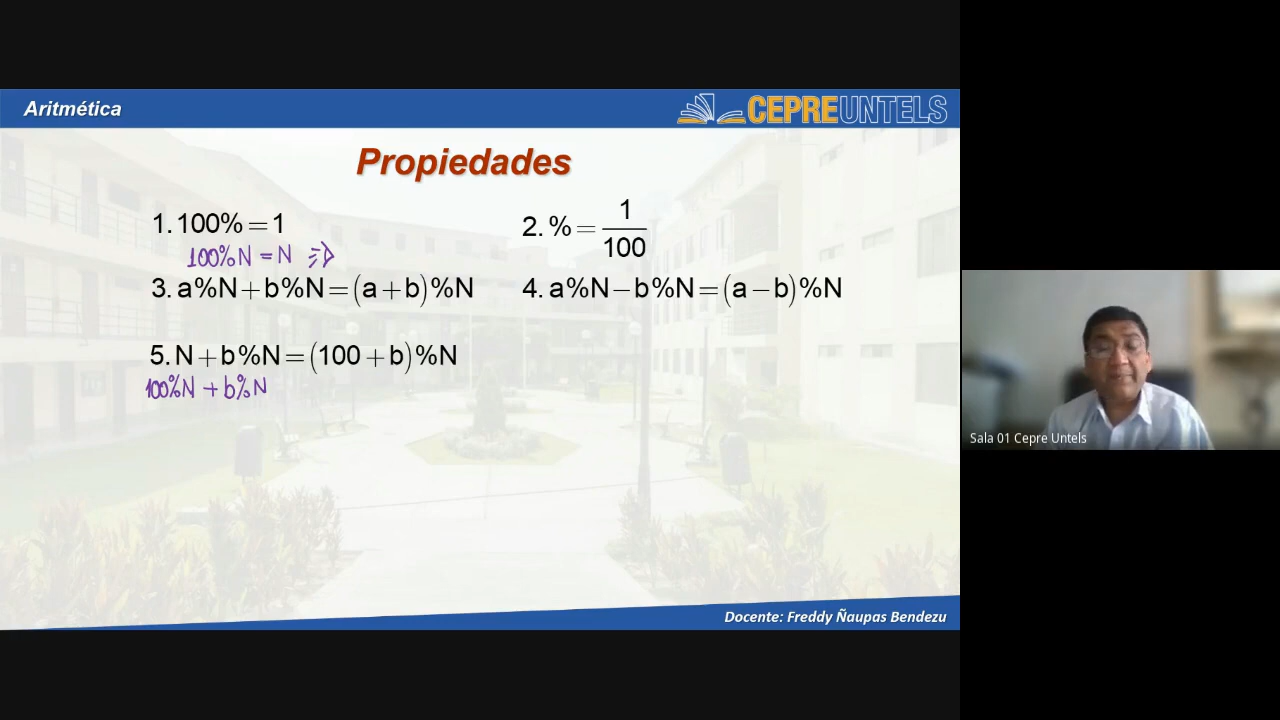 Aritmética
CEPREUNTELS
Propiedades
1. 100% = 1
2. % = 1/100
100%N = N ⇒
3. a%N + b%N = (a + b)%N
4. a%N − b%N = (a − b)%N
5. N + b%N = (100 + b)%N
100%N + b%N
Sala 01 Cepre Untels
Docente: Freddy Ñaupas Bendezu